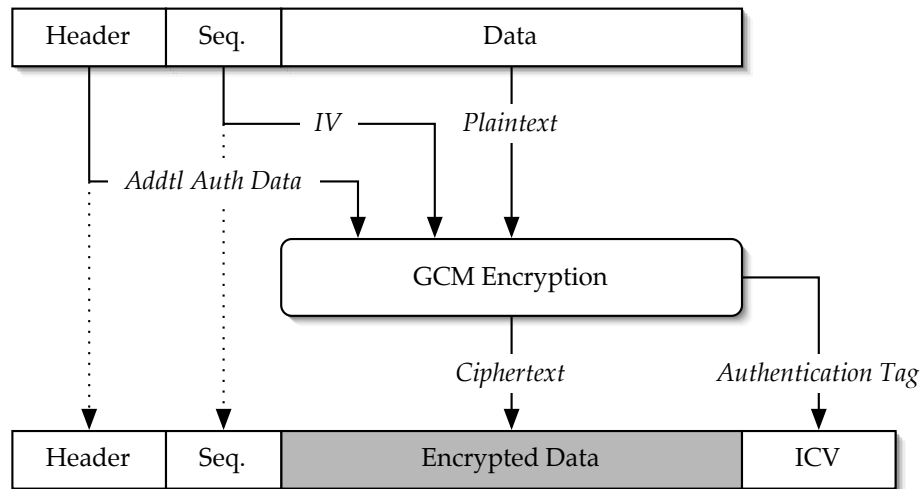 Header Seq. Data
IV Plaintext
Addtl Auth Data
GCM Encryption
Ciphertext Authentication Tag
Header Seq. Encrypted Data ICV